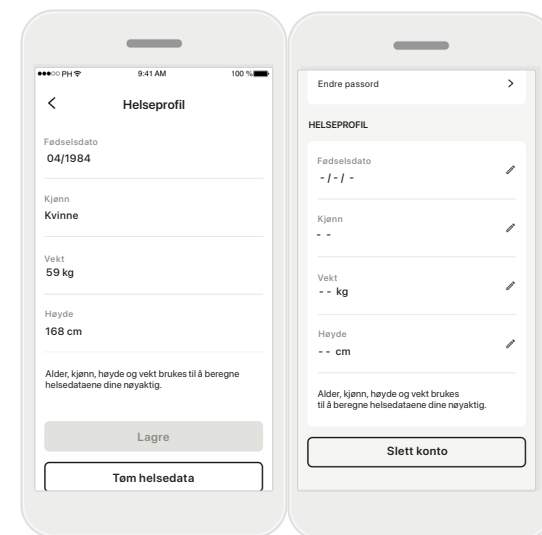 ●●●○○ PH 9:41 AM 100 %
Helseprofil
Fødselsdato
04/1984
Kjønn
Kvinne
Vekt
59 kg
Høyde
168 cm
Alder, kjønn, høyde og vekt brukes til å beregne
helsedataene dine nøyaktig.
Lagre
Tøm helsedata
Endre passord
HELSEPROFIL
Fødselsdato
- / - / -
Kjønn
- -
Vekt
- - kg
Høyde
- - cm
Alder, kjønn, høyde og vekt brukes
til å beregne helsedataene dine nøyaktig.
Slett konto